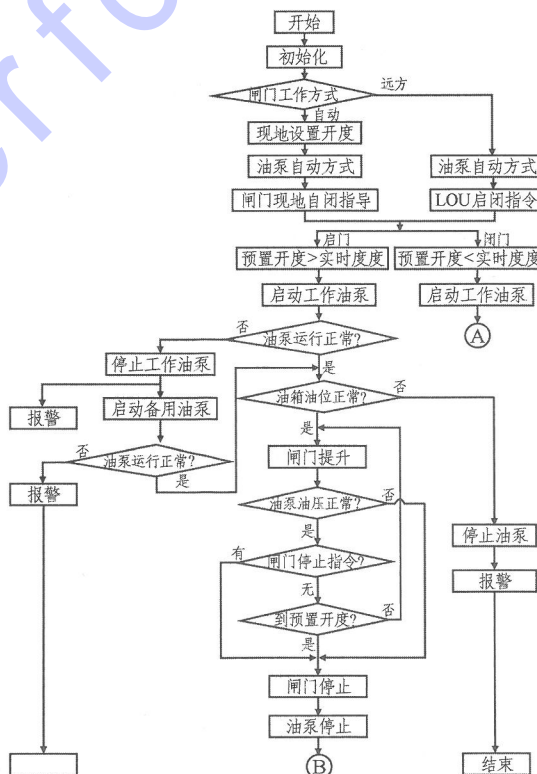 开始
初始化
闸门工作方式
远方
自动
现地设置开度
油泵自动方式
油泵自动方式
闸门现地自闭指导
LOU启闭指令
启门
闭门
预置开度>实时度度
预置开度<实时度度
启动工作油泵
启动工作油泵
A
否
油泵运行正常?
是
停止工作油泵
报警
启动备用油泵
油箱油位正常?
否
是
否
油泵运行正常?
是
闸门提升
报警
油泵油压正常?
否
是
停止油泵
有
闸门停止指令?
报警
无
到预置开度?
否
是
闸门停止
油泵停止
B
结束